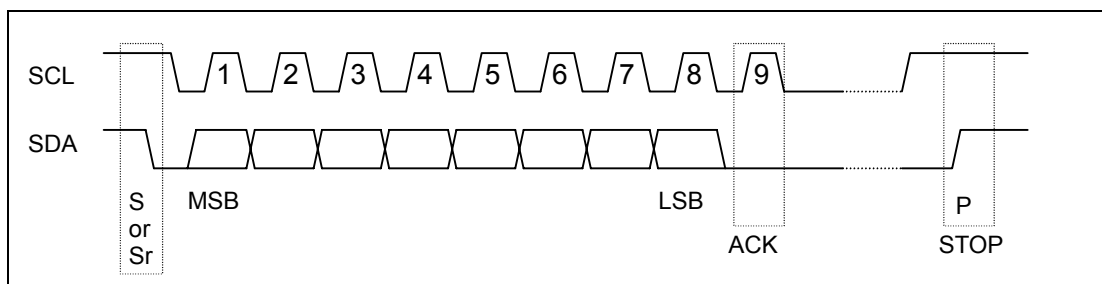 SCL
1 2 3 4 5 6 7 8 9
SDA
S
or
Sr
MSB
LSB
ACK
P
STOP